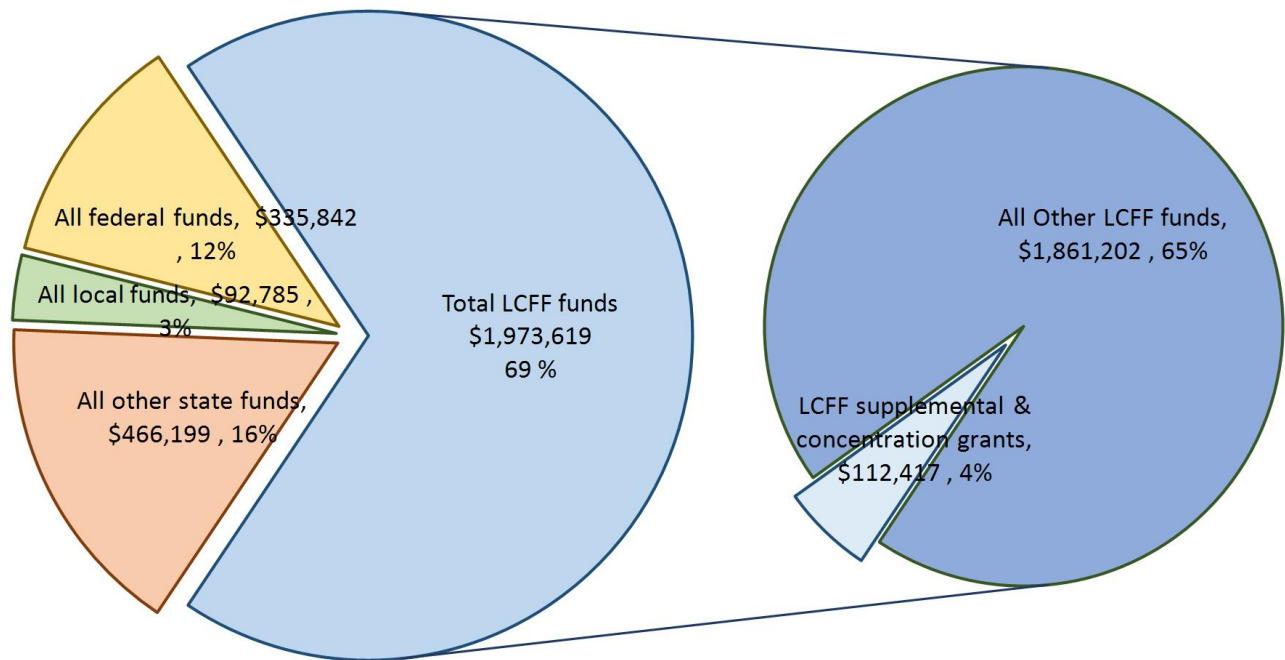 All federal funds,  $335,842
, 12%
All local funds,  $92,785 ,
3%
All other state funds,
$466,199 , 16%
Total LCFF funds
$1,973,619
69 %
All Other LCFF funds,
$1,861,202 , 65%
LCFF supplemental &
concentration grants,
$112,417 , 4%